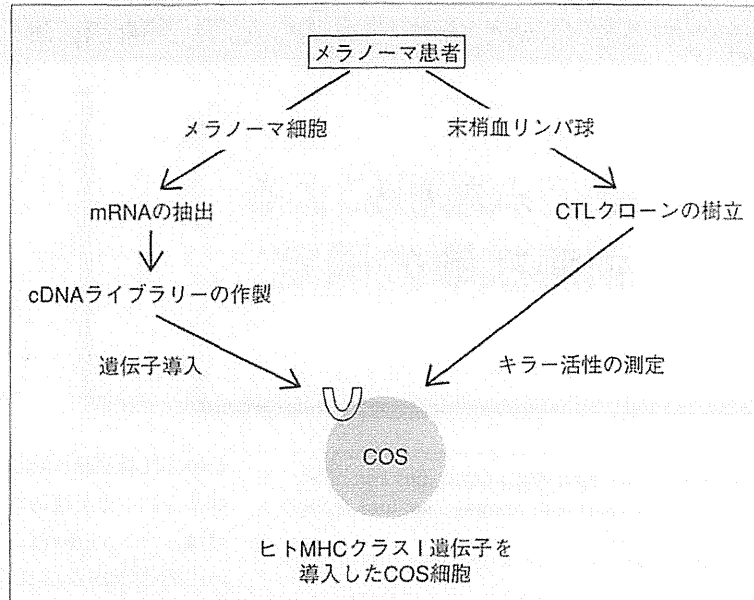 メラノーマ患者
メラノーマ細胞
末梢血リンパ球
mRNAの抽出
CTLクローンの樹立
cDNAライブラリーの作製
遺伝子導入
キラー活性の測定
COS
ヒトMHCクラスⅠ遺伝子を
導入したCOS細胞